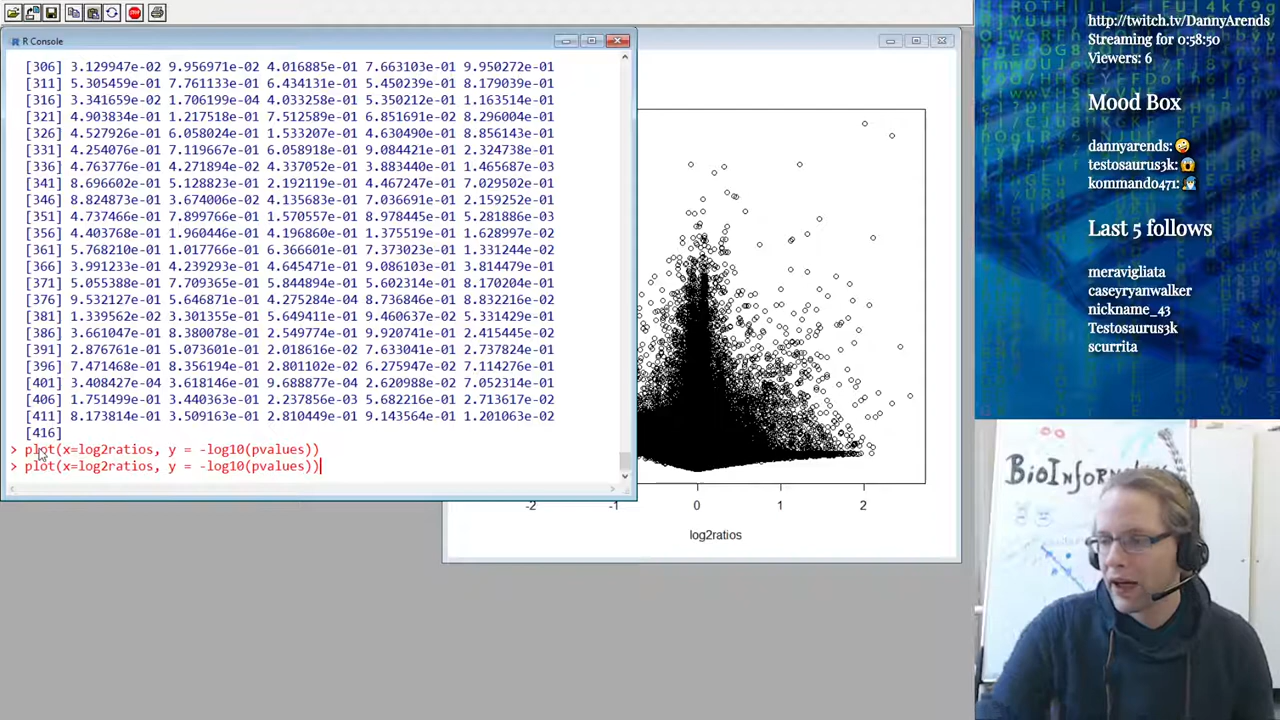 R Console
[306] 3.129947e-02 9.956971e-02 4.016885e-01 7.656103e-01 9.950272e-01
[311] 5.305459e-01 7.761133e-01 6.434131e-01 5.450239e-01 8.179039e-01
[316] 3.341659e-02 1.706199e-04 4.033258e-01 5.350212e-01 1.163514e-01
[321] 4.903834e-01 1.217518e-01 7.512589e-01 6.851691e-02 8.296004e-01
[326] 4.527926e-01 6.058024e-01 1.533207e-01 4.630490e-01 8.856143e-01
[331] 4.254076e-01 7.119667e-01 6.058918e-01 9.084421e-01 2.324738e-01
[336] 4.763776e-01 4.271894e-02 4.337052e-01 3.883440e-01 1.465687e-03
[341] 8.696602e-01 5.128823e-01 2.192119e-01 4.467247e-01 7.029502e-01
[346] 8.824873e-01 3.674006e-02 4.135683e-01 7.036691e-01 2.159252e-01
[351] 4.737466e-01 7.899766e-01 1.570557e-01 8.978445e-01 5.281886e-03
[356] 4.403768e-01 1.960446e-01 4.196860e-01 1.375519e-01 1.628997e-02
[361] 5.768210e-01 1.017766e-01 6.366601e-01 7.373023e-01 1.331244e-02
[366] 3.991233e-01 4.239293e-01 4.645471e-01 9.086103e-01 3.814479e-01
[371] 5.055388e-01 7.709365e-01 5.144801e-01 5.602314e-01 8.170204e-01
[376] 9.532127e-01 5.646871e-01 4.275284e-04 8.736846e-01 8.832216e-02
[381] 1.339562e-02 3.301355e-01 5.649411e-01 9.460637e-02 5.331429e-01
[386] 3.661047e-01 8.380078e-01 2.549774e-01 9.920741e-01 2.415445e-02
[391] 2.876761e-01 5.073601e-01 2.018616e-02 7.633041e-01 2.737824e-01
[396] 7.471468e-01 8.356194e-01 2.801102e-02 6.275947e-02 7.114276e-01
[401] 3.408427e-04 3.618146e-01 9.688877e-04 2.620988e-02 7.052314e-01
[406] 1.751499e-01 3.440363e-01 2.237856e-03 5.682216e-01 2.713640e-01
[411] 8.173814e-01 3.509163e-01 2.810449e-01 9.143564e-01 1.201063e-02
[416]
> plot(x=log2ratios, y = -log10(pvalues))
> plot(x=log2ratios, y = -log10(pvalues))
-2 -1 0 1 2
log2ratios
http://twitch.tv/DannyArends
Streaming for 0:58:50
Viewers: 6
Mood Box
dannyarends:
testosaurus3k:
kommando471:
Last 5 follows
meravigliata
caseryanwalker
nickname_43
Testosaurus3k
scurrita